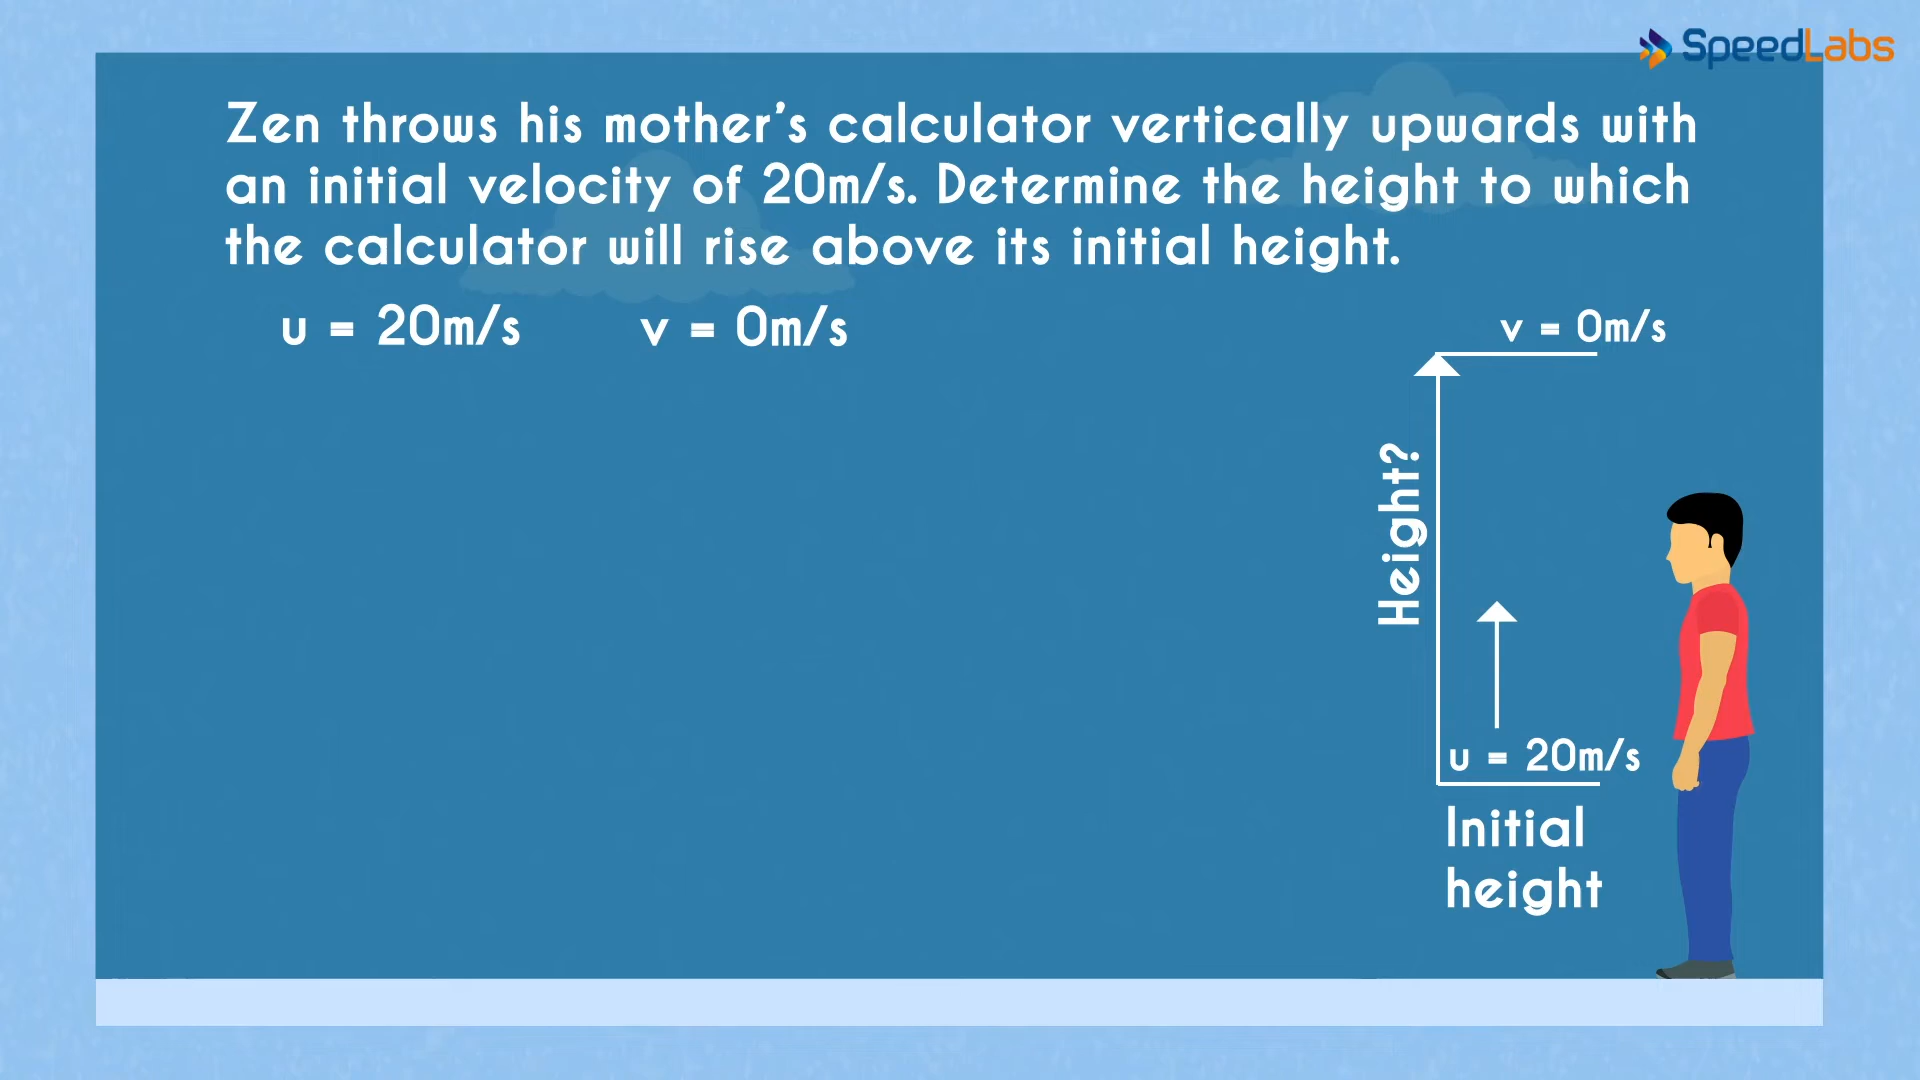 SpeedLabs
Zen throws his mother's calculator vertically upwards with
an initial velocity of 20m/s. Determine the height to which
the calculator will rise above its initial height.
u = 20m/s v = 0m/s
v = 0m/s
Height?
u = 20m/s
Initial
height